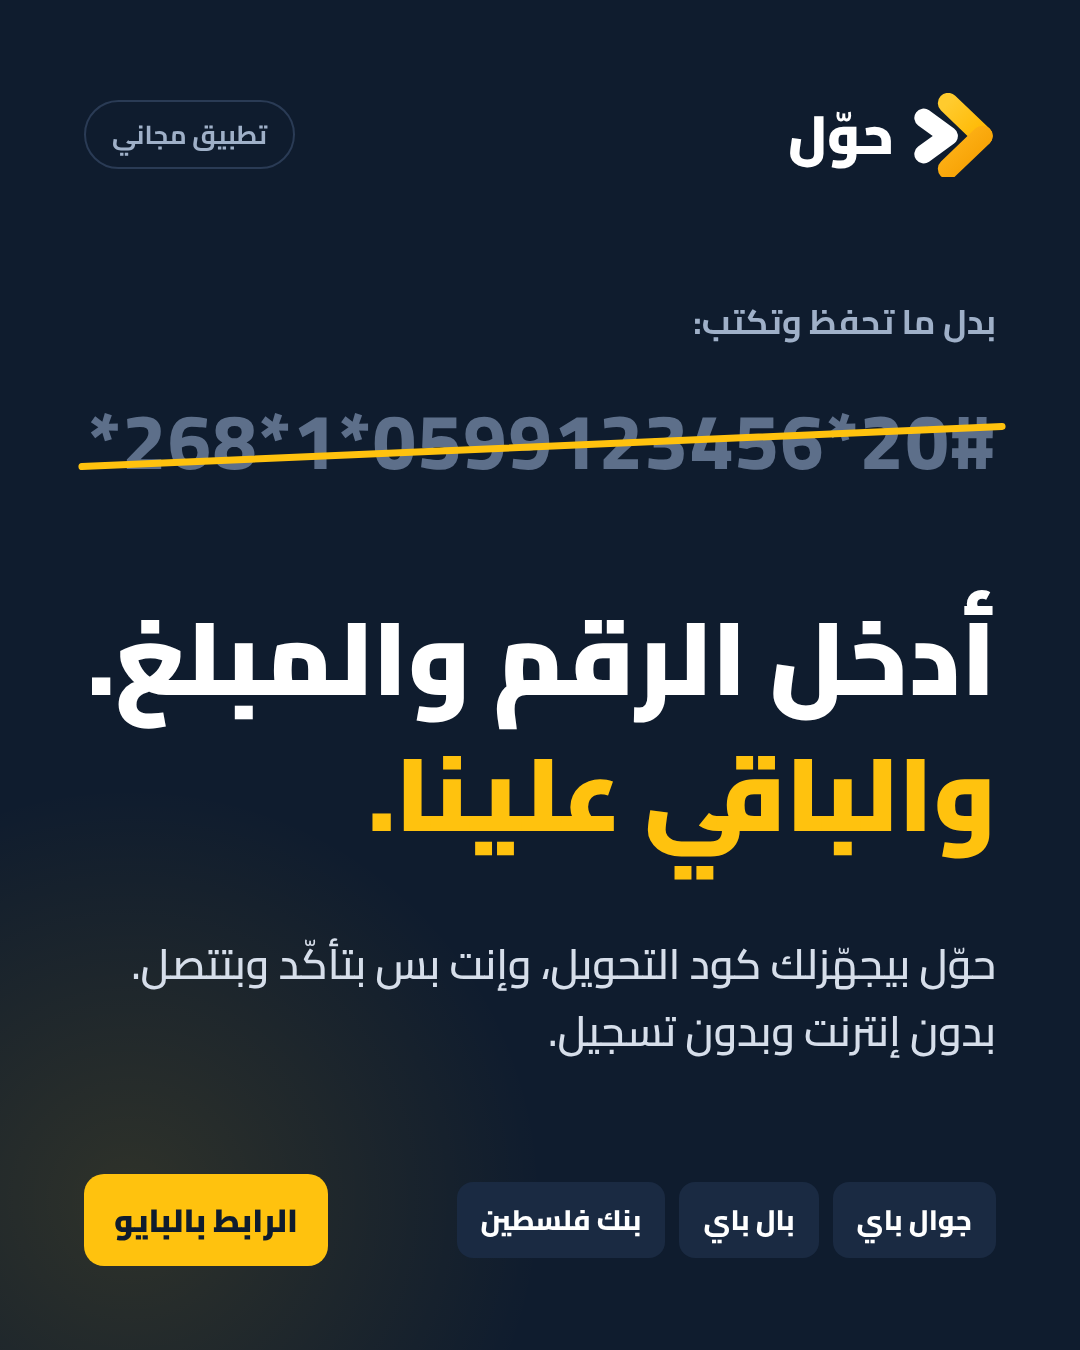 حوّل
تطبيق مجاني
بدل ما تحفظ وتكتب:
*268*1*0599123456*20#
أدخل الرقم والمبلغ.
والباقي علينا.
حوّل بيجهّزلك كود التحويل، وإنت بس بتأكّد وبتتصل.
بدون إنترنت وبدون تسجيل.
جوال باي
بال باي
بنك فلسطين
الرابط بالبايو